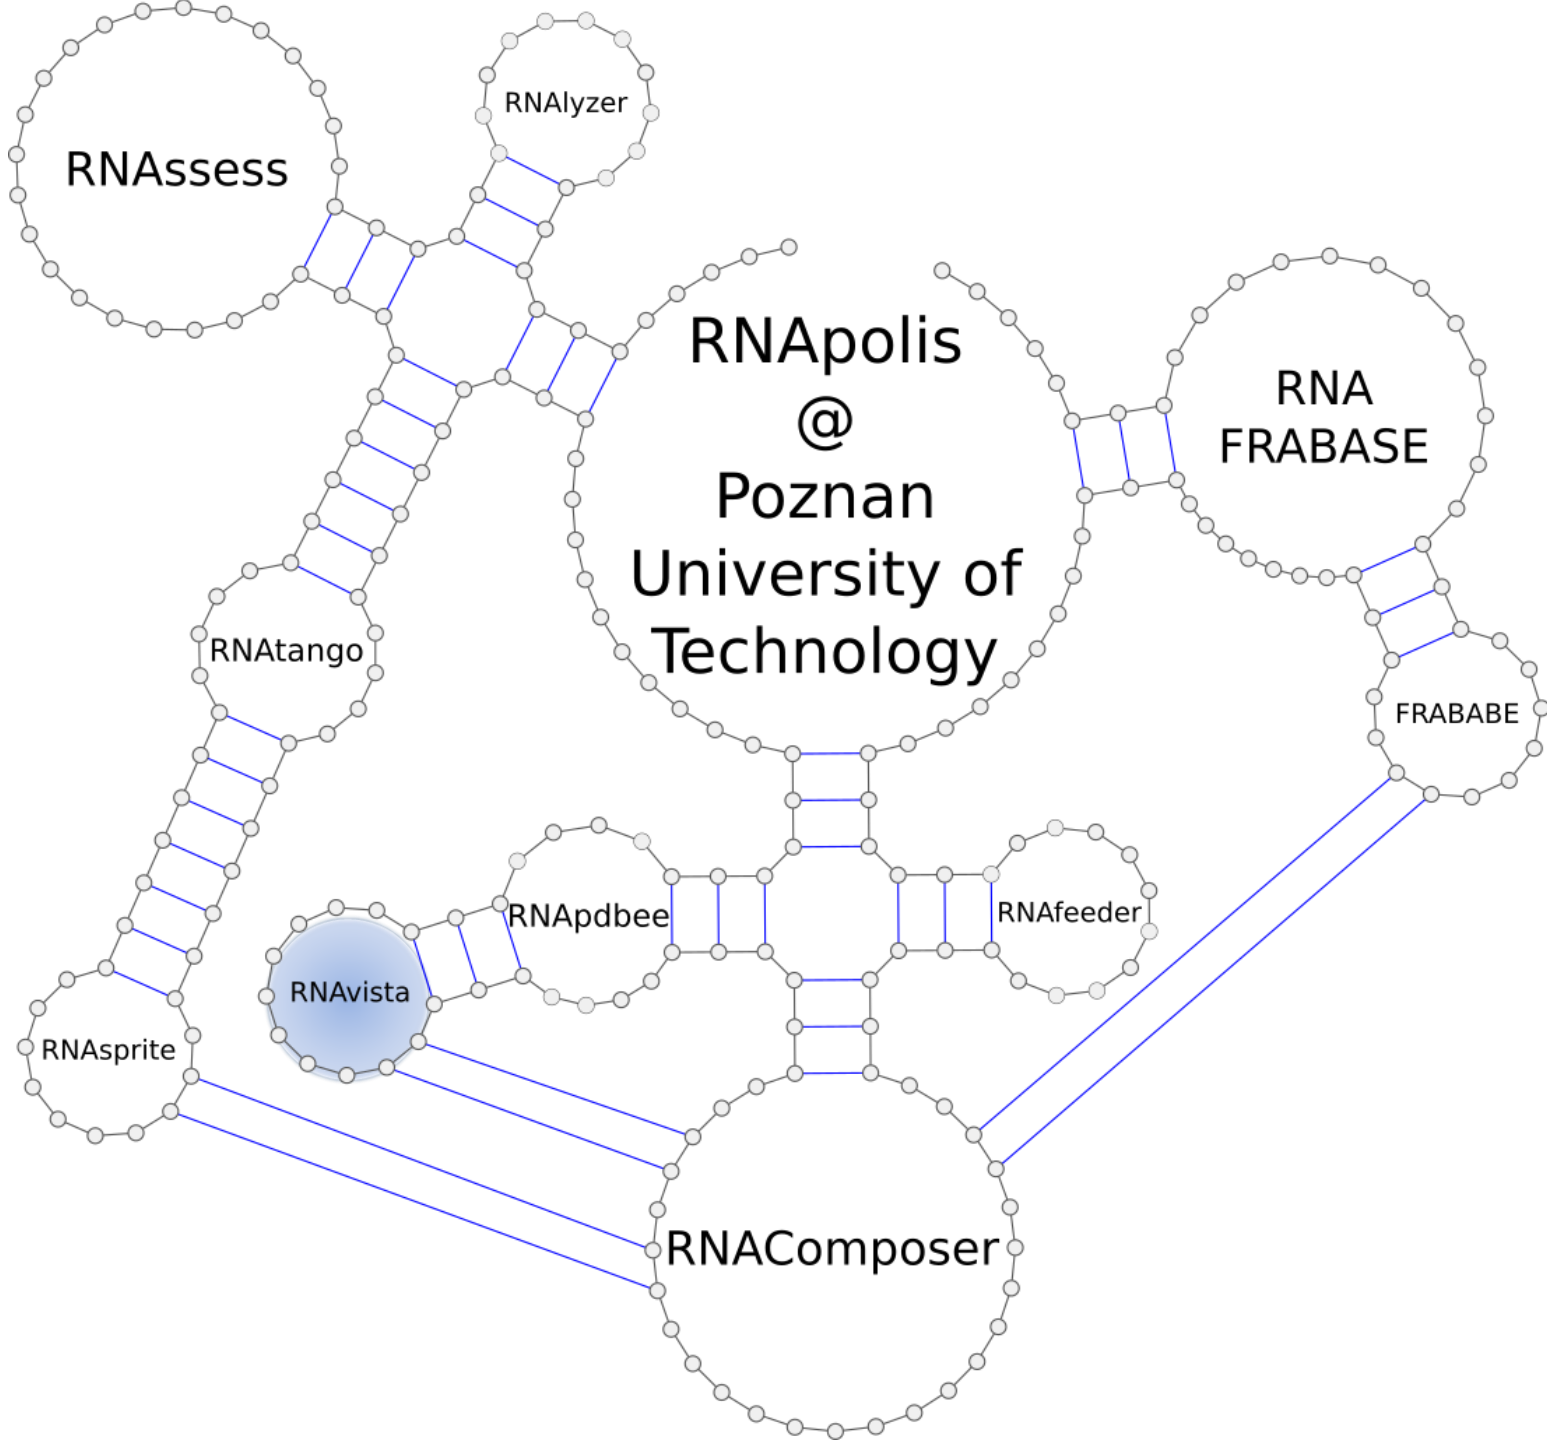 RNAlyzer
RNAssess
RNApolis
@
Poznan
University of
Technology
RNA
FRABASE
RNAtango
FRABABE
RNApdbee
RNAfeeder
RNAvista
RNAsprite
RNAComposer